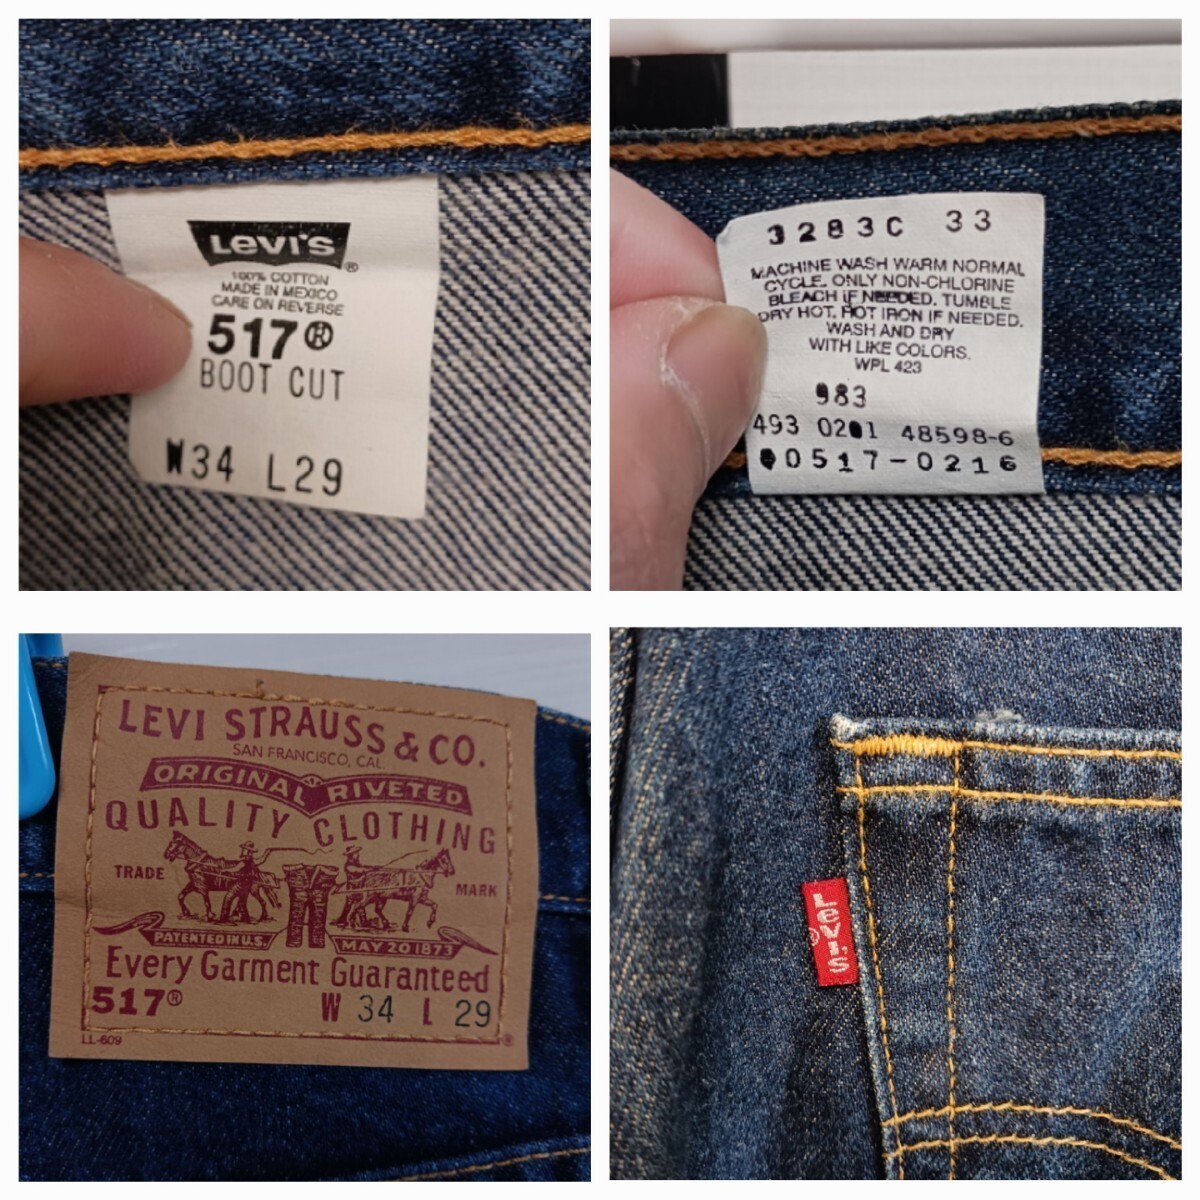 Levi's®
100% COTTON
MADE IN MEXICO
CARE ON REVERSE
517®
BOOT CUT
W34 L29
3283C 33
MACHINE WASH WARM NORMAL
CYCLE. ONLY NON-CHLORINE
BLEACH IF NEEDED. TUMBLE
DRY HOT. HOT IRON IF NEEDED.
WASH AND DRY
WITH LIKE COLORS.
WPL 423
983
493 0201 48598-6
00517-0216
LEVI STRAUSS & CO.
SAN FRANCISCO, CAL.
ORIGINAL RIVETED
QUALITY CLOTHING
TRADE MARK
PATENTED IN U.S. MAY 20 1873
Every Garment Guaranteed
517® W 34 L 29
LL-609 ®
Levi's®